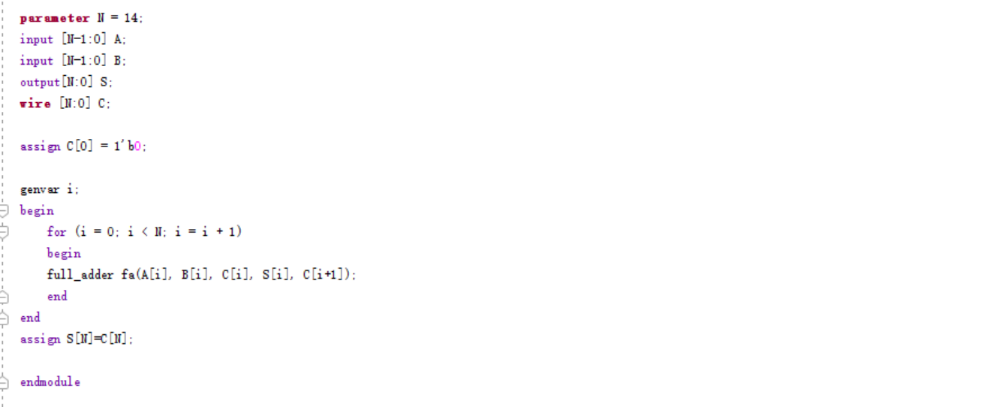 parameter N = 14;
input [N-1:0] A;
input [N-1:0] B;
output[N:0] S;
wire [N:0] C;
assign C[0] = 1'b0;
genvar i;
begin
for (i = 0; i < N; i = i + 1)
begin
full_adder fa(A[i], B[i], C[i], S[i], C[i+1]);
end
end
assign S[N]=C[N];
endmodule